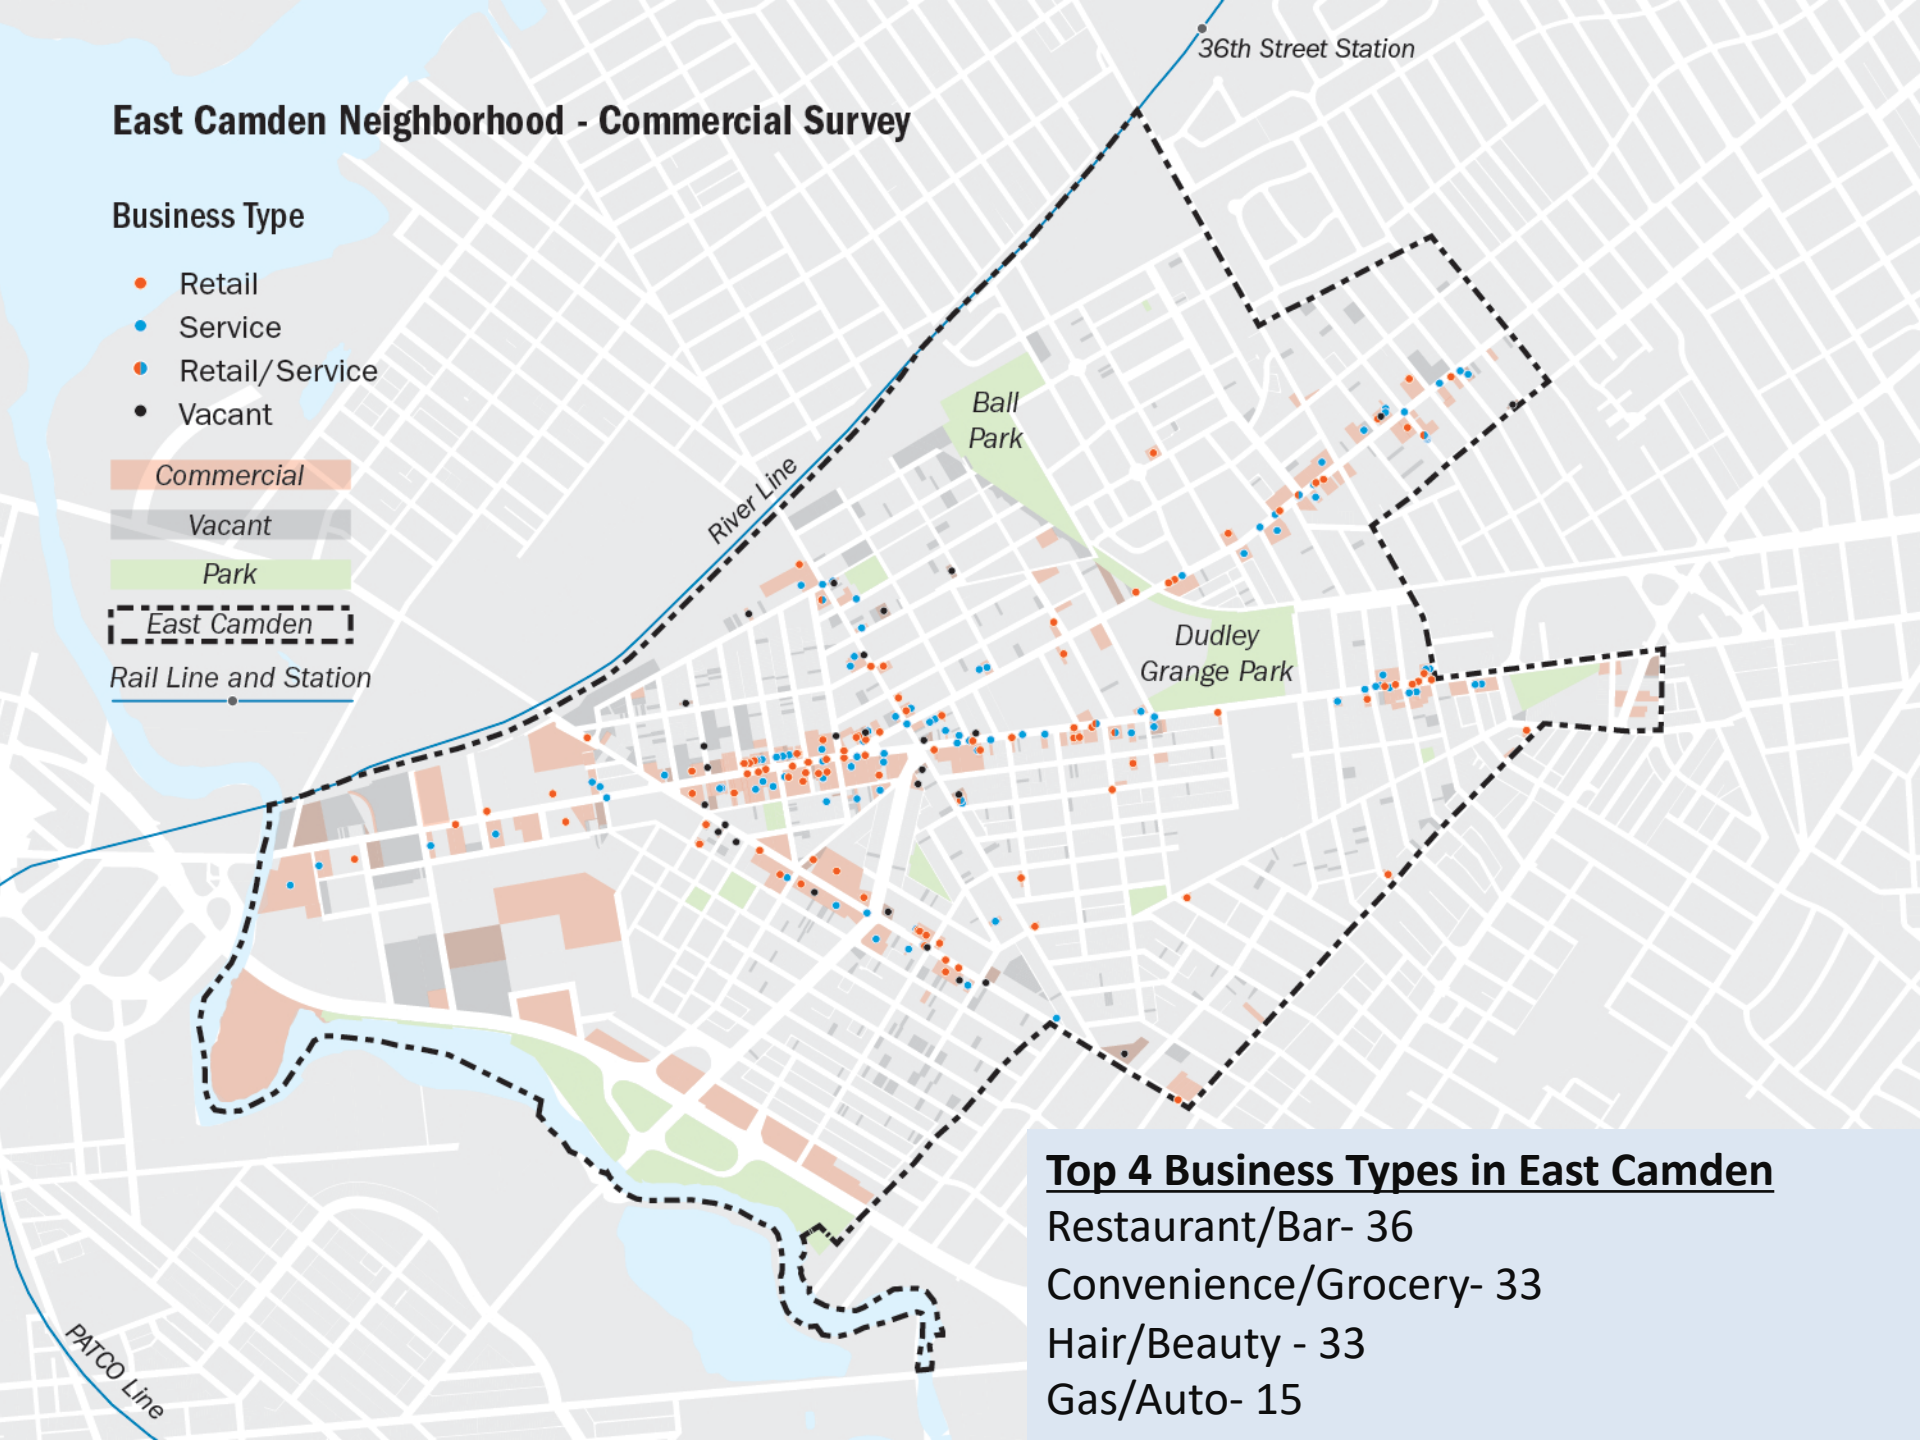 36th Street Station
East Camden Neighborhood - Commercial Survey
Business Type
Retail
Service
Retail/Service
Vacant
Commercial
Vacant
Park
East Camden
Rail Line and Station
Ball
Park
River Line
Dudley
Grange Park
PATCO Line
Top 4 Business Types in East Camden
Restaurant/Bar- 36
Convenience/Grocery- 33
Hair/Beauty - 33
Gas/Auto- 15